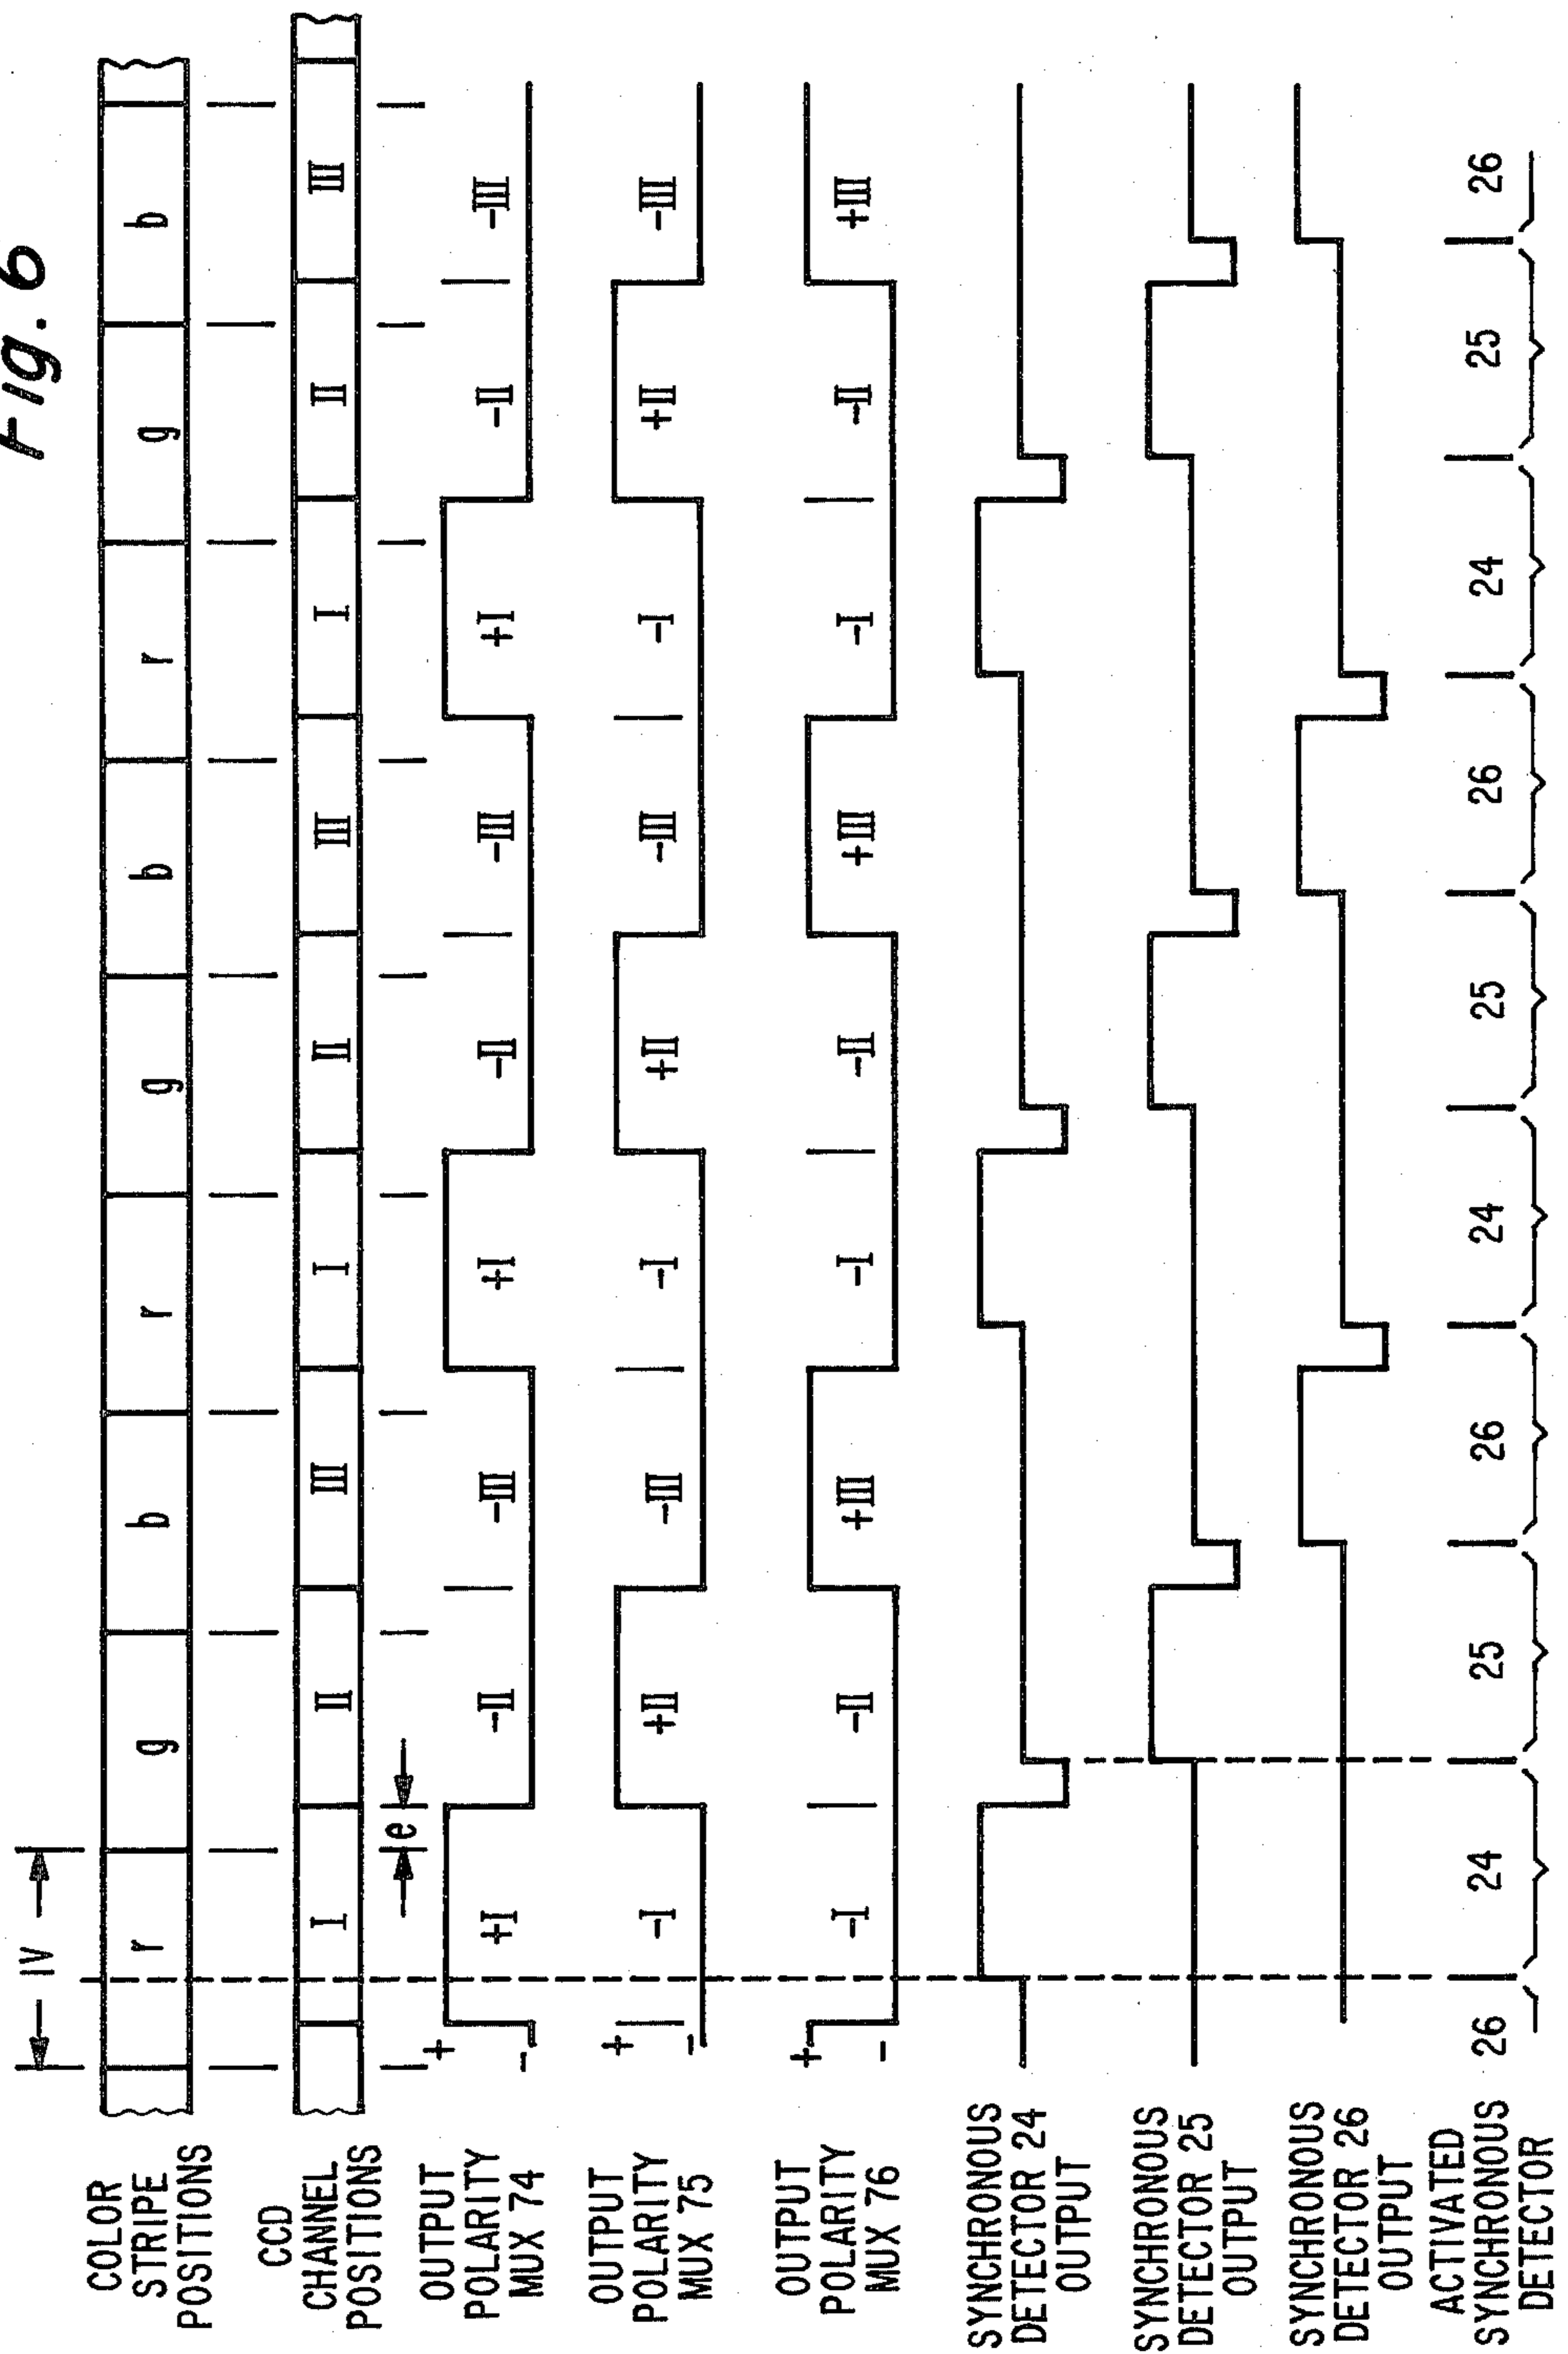 Fig. 6
IV
COLOR
STRIPE
POSITIONS
r g b r g b r g b
CCD
CHANNEL
POSITIONS
I II III I II III I II III
e
OUTPUT
POLARITY
MUX 74
+
-
+I -II -III +I -II -III +I -II -III
OUTPUT
POLARITY
MUX 75
+
-
-I +II -III -I +II -III -I +II -III
OUTPUT
POLARITY
MUX 76
+
-
-I -II +III -I -II +III -I -II +III
SYNCHRONOUS
DETECTOR 24
OUTPUT
SYNCHRONOUS
DETECTOR 25
OUTPUT
SYNCHRONOUS
DETECTOR 26
OUTPUT
ACTIVATED
SYNCHRONOUS
DETECTOR
26 24 25 26 24 25 26 24 25 26